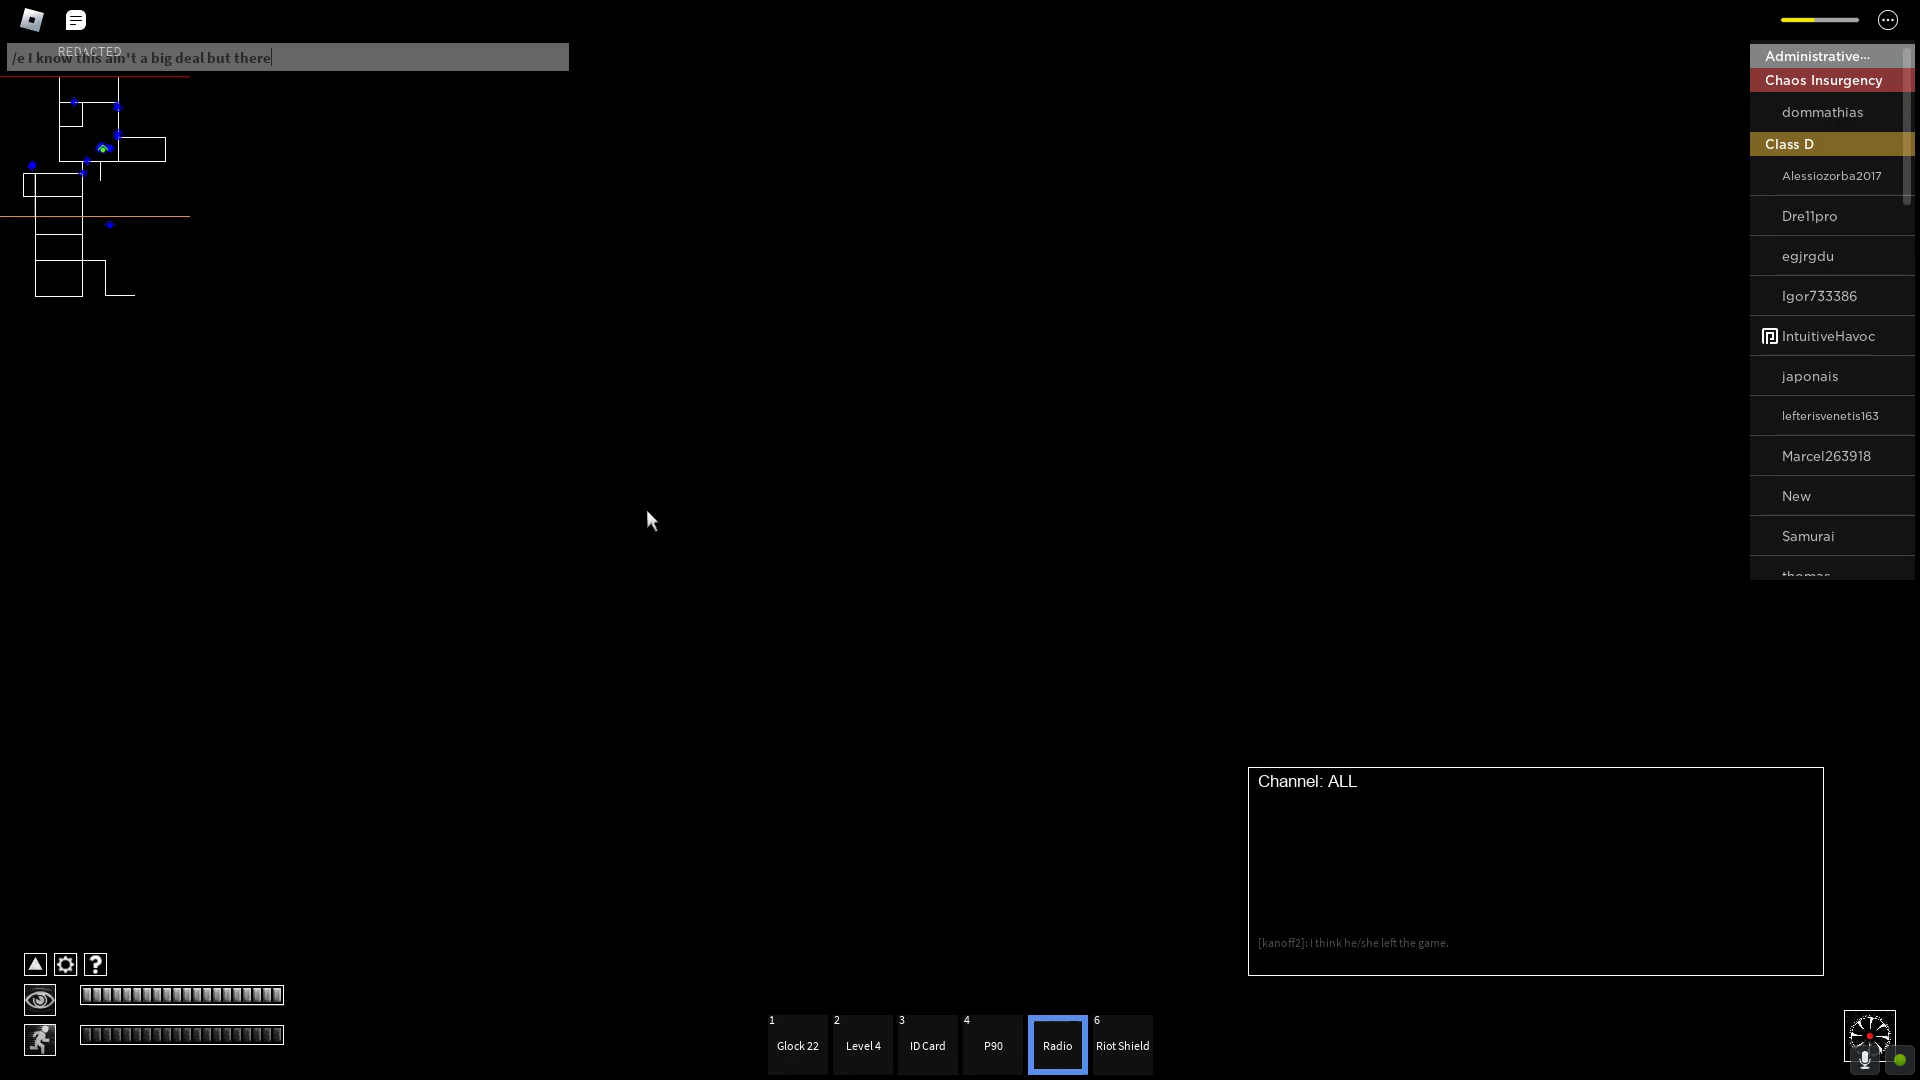 REDACTED
/e I know this ain't a big deal but there
Administrative...
Chaos Insurgency
dommathias
Class D
Alessiozorba2017
Dre11pro
egjrgdu
Igor733386
IntuitiveHavoc
japonais
lefterisvenetis163
Marcel263918
New
Samurai
thomas
Channel: ALL
[kanoff2]: I think he/she left the game.
?
1
Glock 22
2
Level 4
3
ID Card
4
P90
Radio
6
Riot Shield